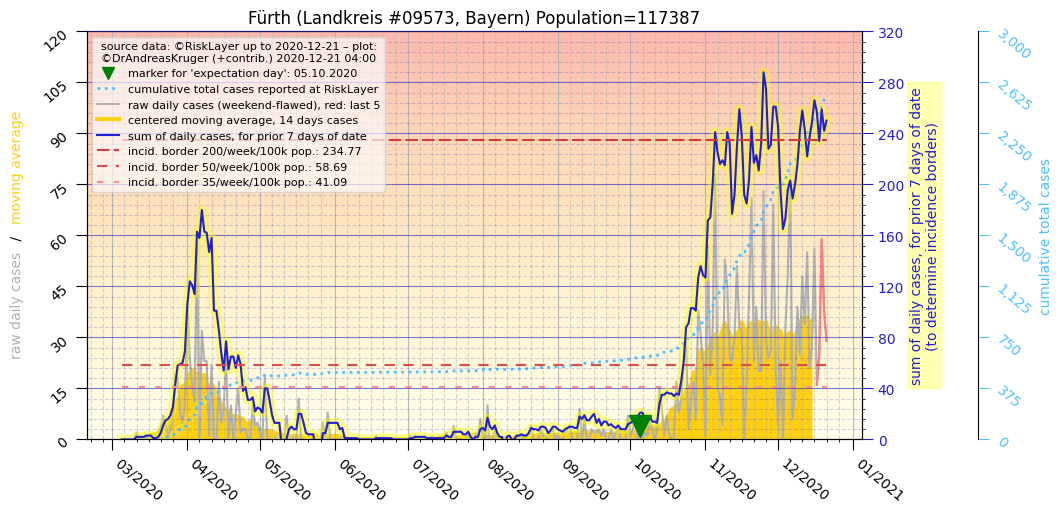 Fürth (Landkreis #09573, Bayern) Population=117387
source data: ©RiskLayer up to 2020-12-21 – plot:
©DrAndreasKruger (+contrib.) 2020-12-21 04:00
marker for 'expectation day': 05.10.2020
cumulative total cases reported at RiskLayer
raw daily cases (weekend-flawed), red: last 5
centered moving average, 14 days cases
sum of daily cases, for prior 7 days of date
incid. border 200/week/100k pop.: 234.77
incid. border 50/week/100k pop.: 58.69
incid. border 35/week/100k pop.: 41.09
raw daily cases / moving average
120
105
90
75
60
45
30
15
0
03/2020
04/2020
05/2020
06/2020
07/2020
08/2020
09/2020
10/2020
11/2020
12/2020
01/2021
320
280
240
200
160
120
80
40
0
sum of daily cases, for prior 7 days of date
(to determine incidence borders)
3,000
2,625
2,250
1,875
1,500
1,125
750
375
0
cumulative total cases